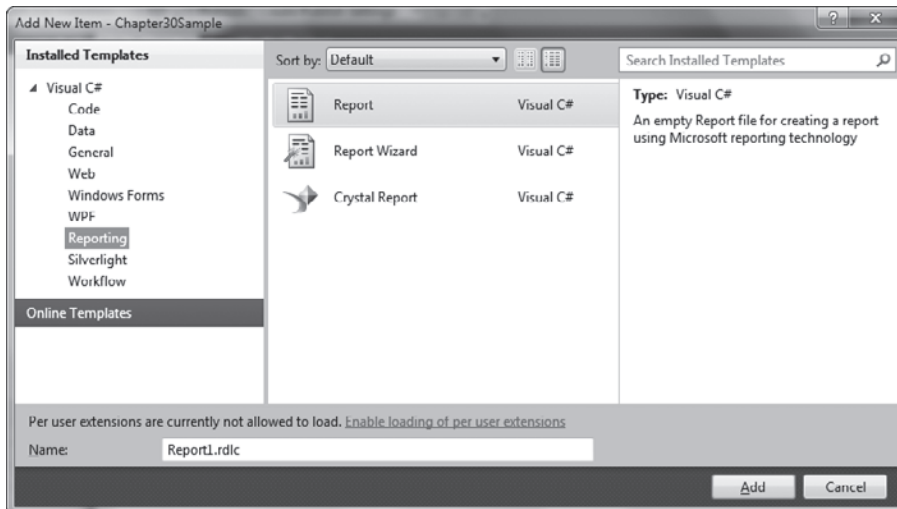 Add New Item - Chapter30Sample
Installed Templates
Visual C#
Code
Data
General
Web
Windows Forms
WPF
Reporting
Silverlight
Workflow
Online Templates
Sort by: Default
Report Visual C#
Report Wizard Visual C#
Crystal Report Visual C#
Search Installed Templates
Type: Visual C#
An empty Report file for creating a report
using Microsoft reporting technology
Per user extensions are currently not allowed to load. Enable loading of per user extensions
Name: Report1.rdlc
Add Cancel